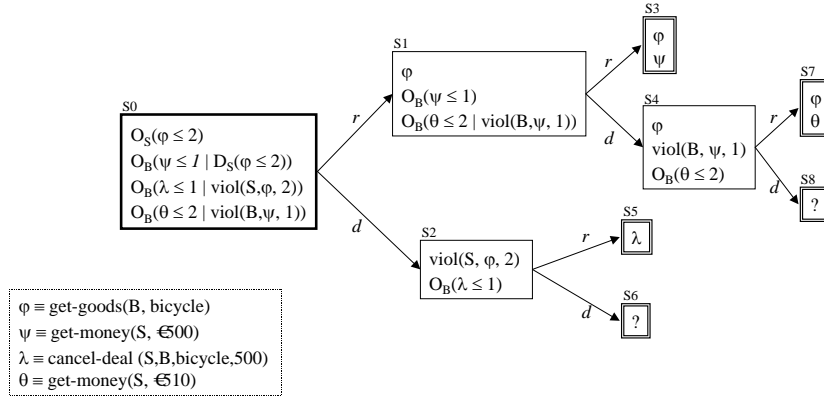 S0
O_S(φ ≤ 2)
O_B(ψ ≤ 1 | D_S(φ ≤ 2))
O_B(λ ≤ 1 | viol(S,φ, 2))
O_B(θ ≤ 2 | viol(B,ψ, 1))
r
d
S1
φ
O_B(ψ ≤ 1)
O_B(θ ≤ 2 | viol(B,ψ, 1))
r
d
S3
φ
ψ
S4
φ
viol(B, ψ, 1)
O_B(θ ≤ 2)
r
d
S7
φ
θ
S8
?
S2
viol(S, φ, 2)
O_B(λ ≤ 1)
r
d
S5
λ
S6
?
φ ≡ get-goods(B, bicycle)
ψ ≡ get-money(S, €500)
λ ≡ cancel-deal (S,B,bicycle,500)
θ ≡ get-money(S, €510)